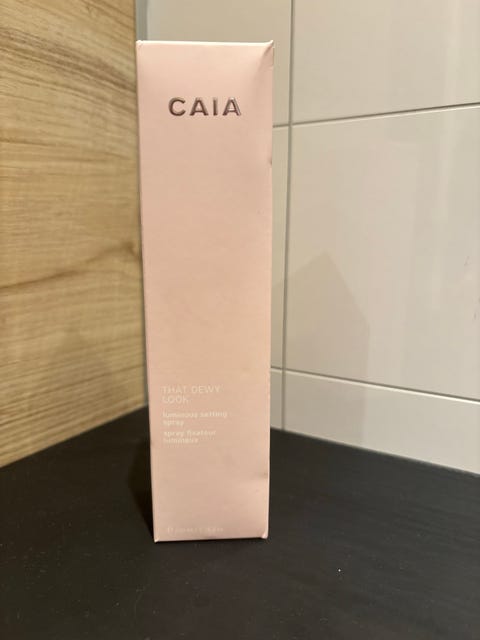 CAIA
THAT DEWY
LOOK
luminous setting
spray
spray fixateur
lumineux